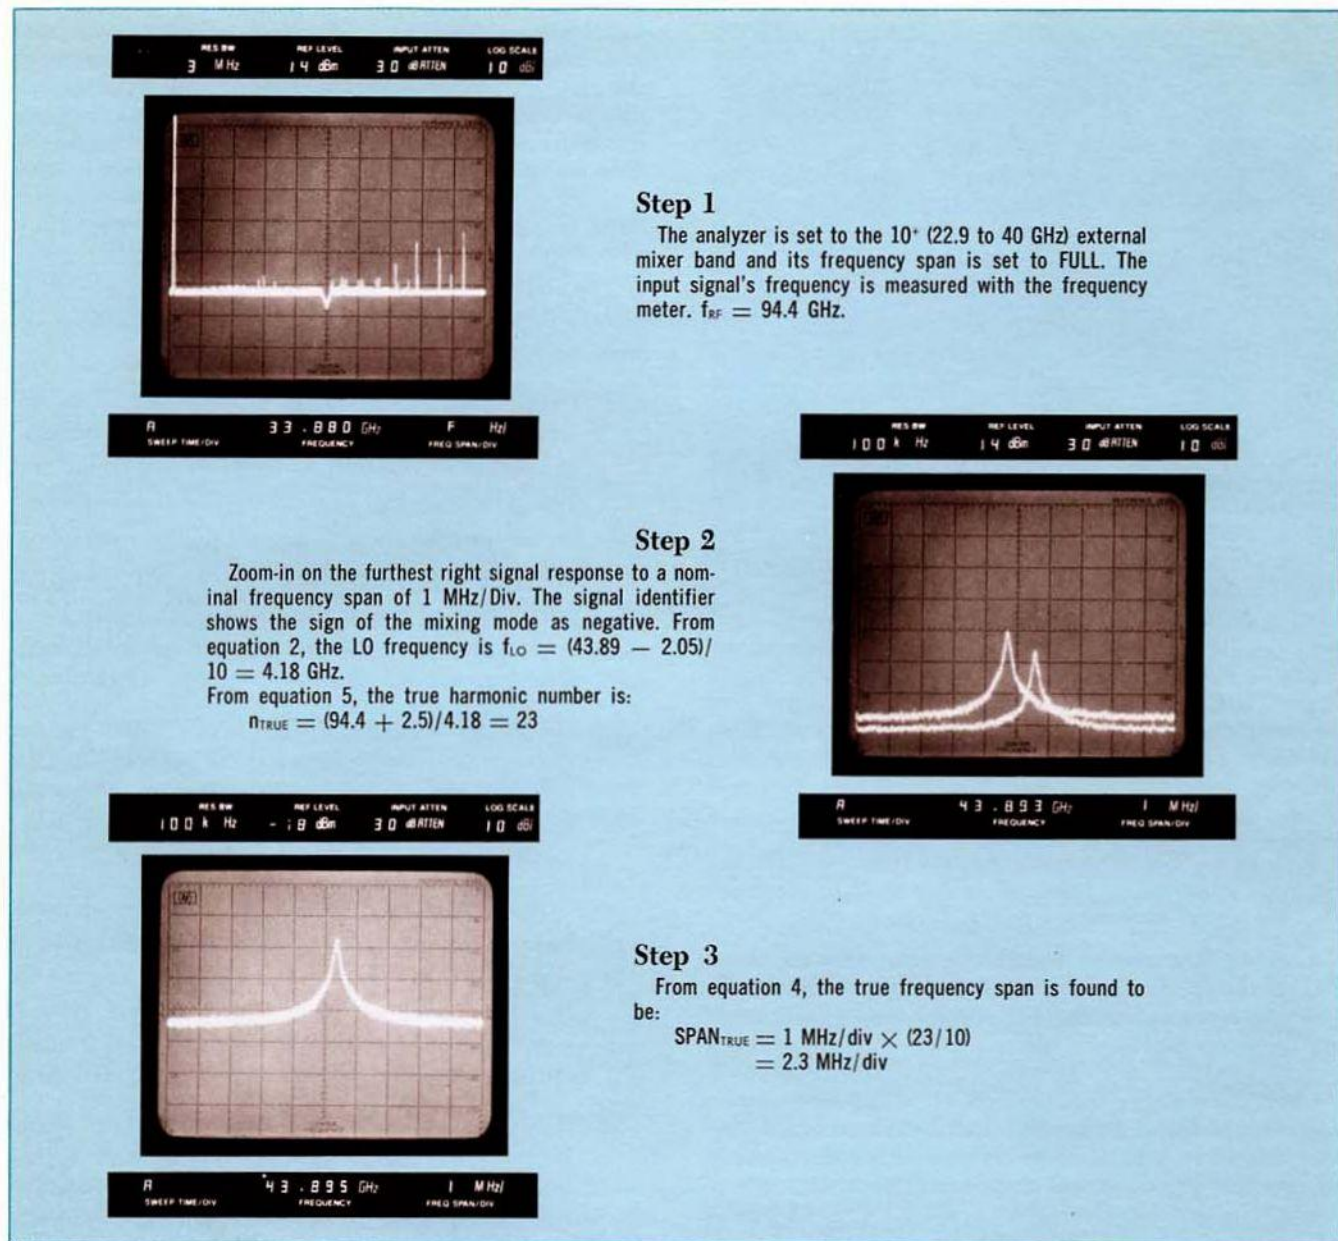 RES BW REF LEVEL INPUT ATTEN LOG SCALE
3 MHz 14 dBm 30 dB ATTEN 10 dB/
A 33.880 GHz F Hz/
SWEEP TIME/DIV FREQUENCY FREQ SPAN/DIV
Step 1
The analyzer is set to the 10+ (22.9 to 40 GHz) external
mixer band and its frequency span is set to FULL. The
input signal's frequency is measured with the frequency
meter. fRF = 94.4 GHz.
RES BW REF LEVEL INPUT ATTEN LOG SCALE
100 k Hz 14 dBm 30 dB ATTEN 10 dB/
A 43.893 GHz 1 MHz/
SWEEP TIME/DIV FREQUENCY FREQ SPAN/DIV
Step 2
Zoom-in on the furthest right signal response to a nom-
inal frequency span of 1 MHz/Div. The signal identifier
shows the sign of the mixing mode as negative. From
equation 2, the LO frequency is fLO = (43.89 – 2.05)/
10 = 4.18 GHz.
From equation 5, the true harmonic number is:
nTRUE = (94.4 + 2.5)/4.18 = 23
RES BW REF LEVEL INPUT ATTEN LOG SCALE
100 k Hz dBm 30 dB ATTEN 10 dB/
A 43.895 GHz 1 MHz/
SWEEP TIME/DIV FREQUENCY FREQ SPAN/DIV
Step 3
From equation 4, the true frequency span is found to
be:
SPANTRUE = 1 MHz/div × (23/10)
= 2.3 MHz/div